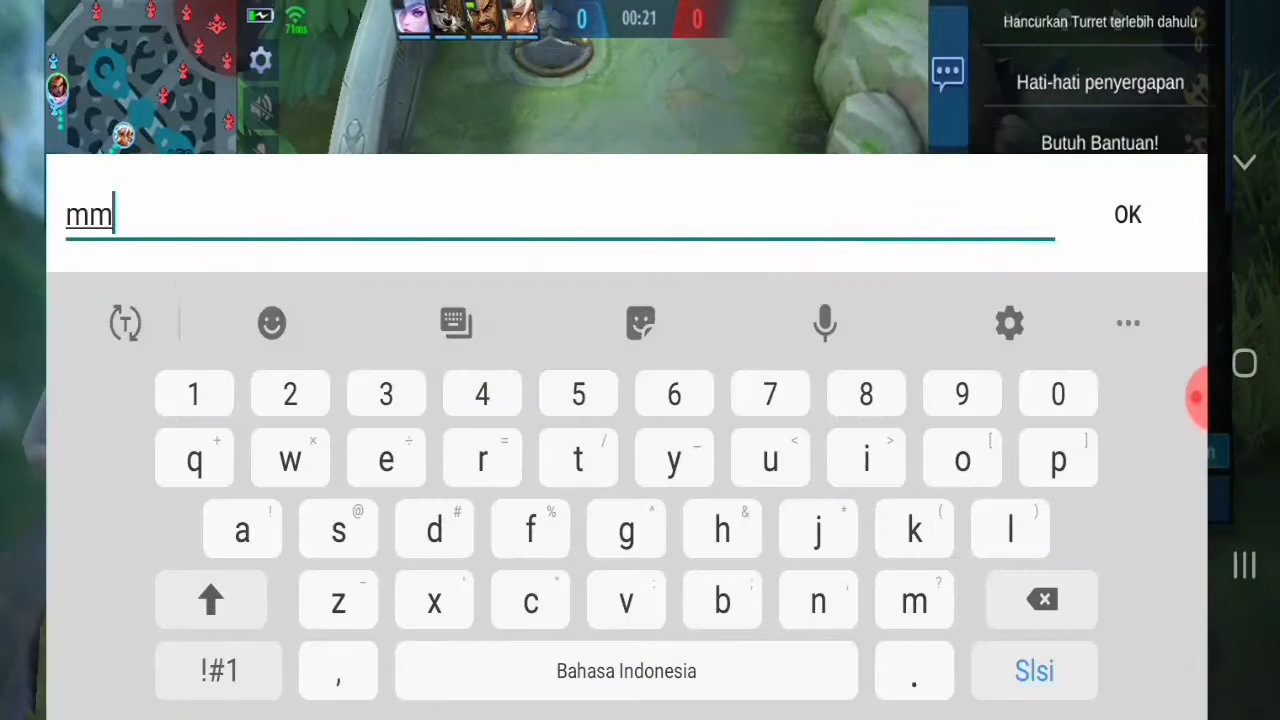 71ms
0 00:21 0
Hancurkan Turret terlebih dahulu
Hati-hati penyergapan
Butuh Bantuan!
mm
OK
1 2 3 4 5 6 7 8 9 0
q + w × e ÷ r = t / y _ u < i > o [ p ]
a ! s @ d # f % g ^ h & j * k ( l )
z - x ' c " v : b ; n , m ?
!#1 , Bahasa Indonesia . Slsi